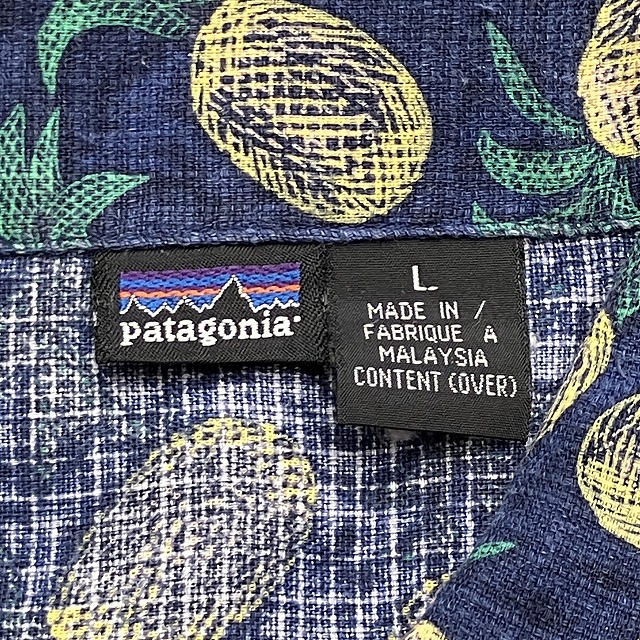 patagonia
L
MADE IN /
FABRIQUE A
MALAYSIA
CONTENT (OVER)